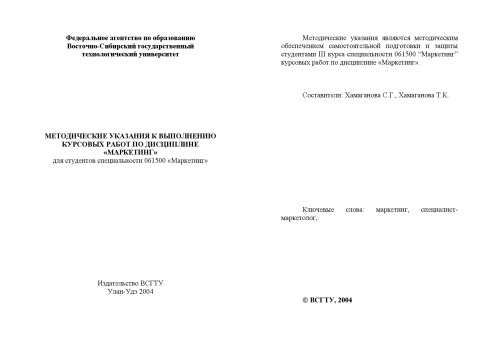 Федеральное агентство по образованию
Восточно-Сибирский государственный
технологический университет
МЕТОДИЧЕСКИЕ УКАЗАНИЯ К ВЫПОЛНЕНИЮ
КУРСОВЫХ РАБОТ ПО ДИСЦИПЛИНЕ
«МАРКЕТИНГ»
для студентов специальности 061500 «Маркетинг»
Издательство ВСГТУ
Улан-Удэ 2004
Методические указания являются методическим
обеспечением самостоятельной подготовки и защиты
студентами III курса специальности 061500 “Маркетинг”
курсовых работ по дисциплине «Маркетинг».
Составители: Хамаганова С.Г., Хамаганова Т.К.
Ключевые слова: маркетинг, специалист-
маркетолог,
© ВСГТУ, 2004